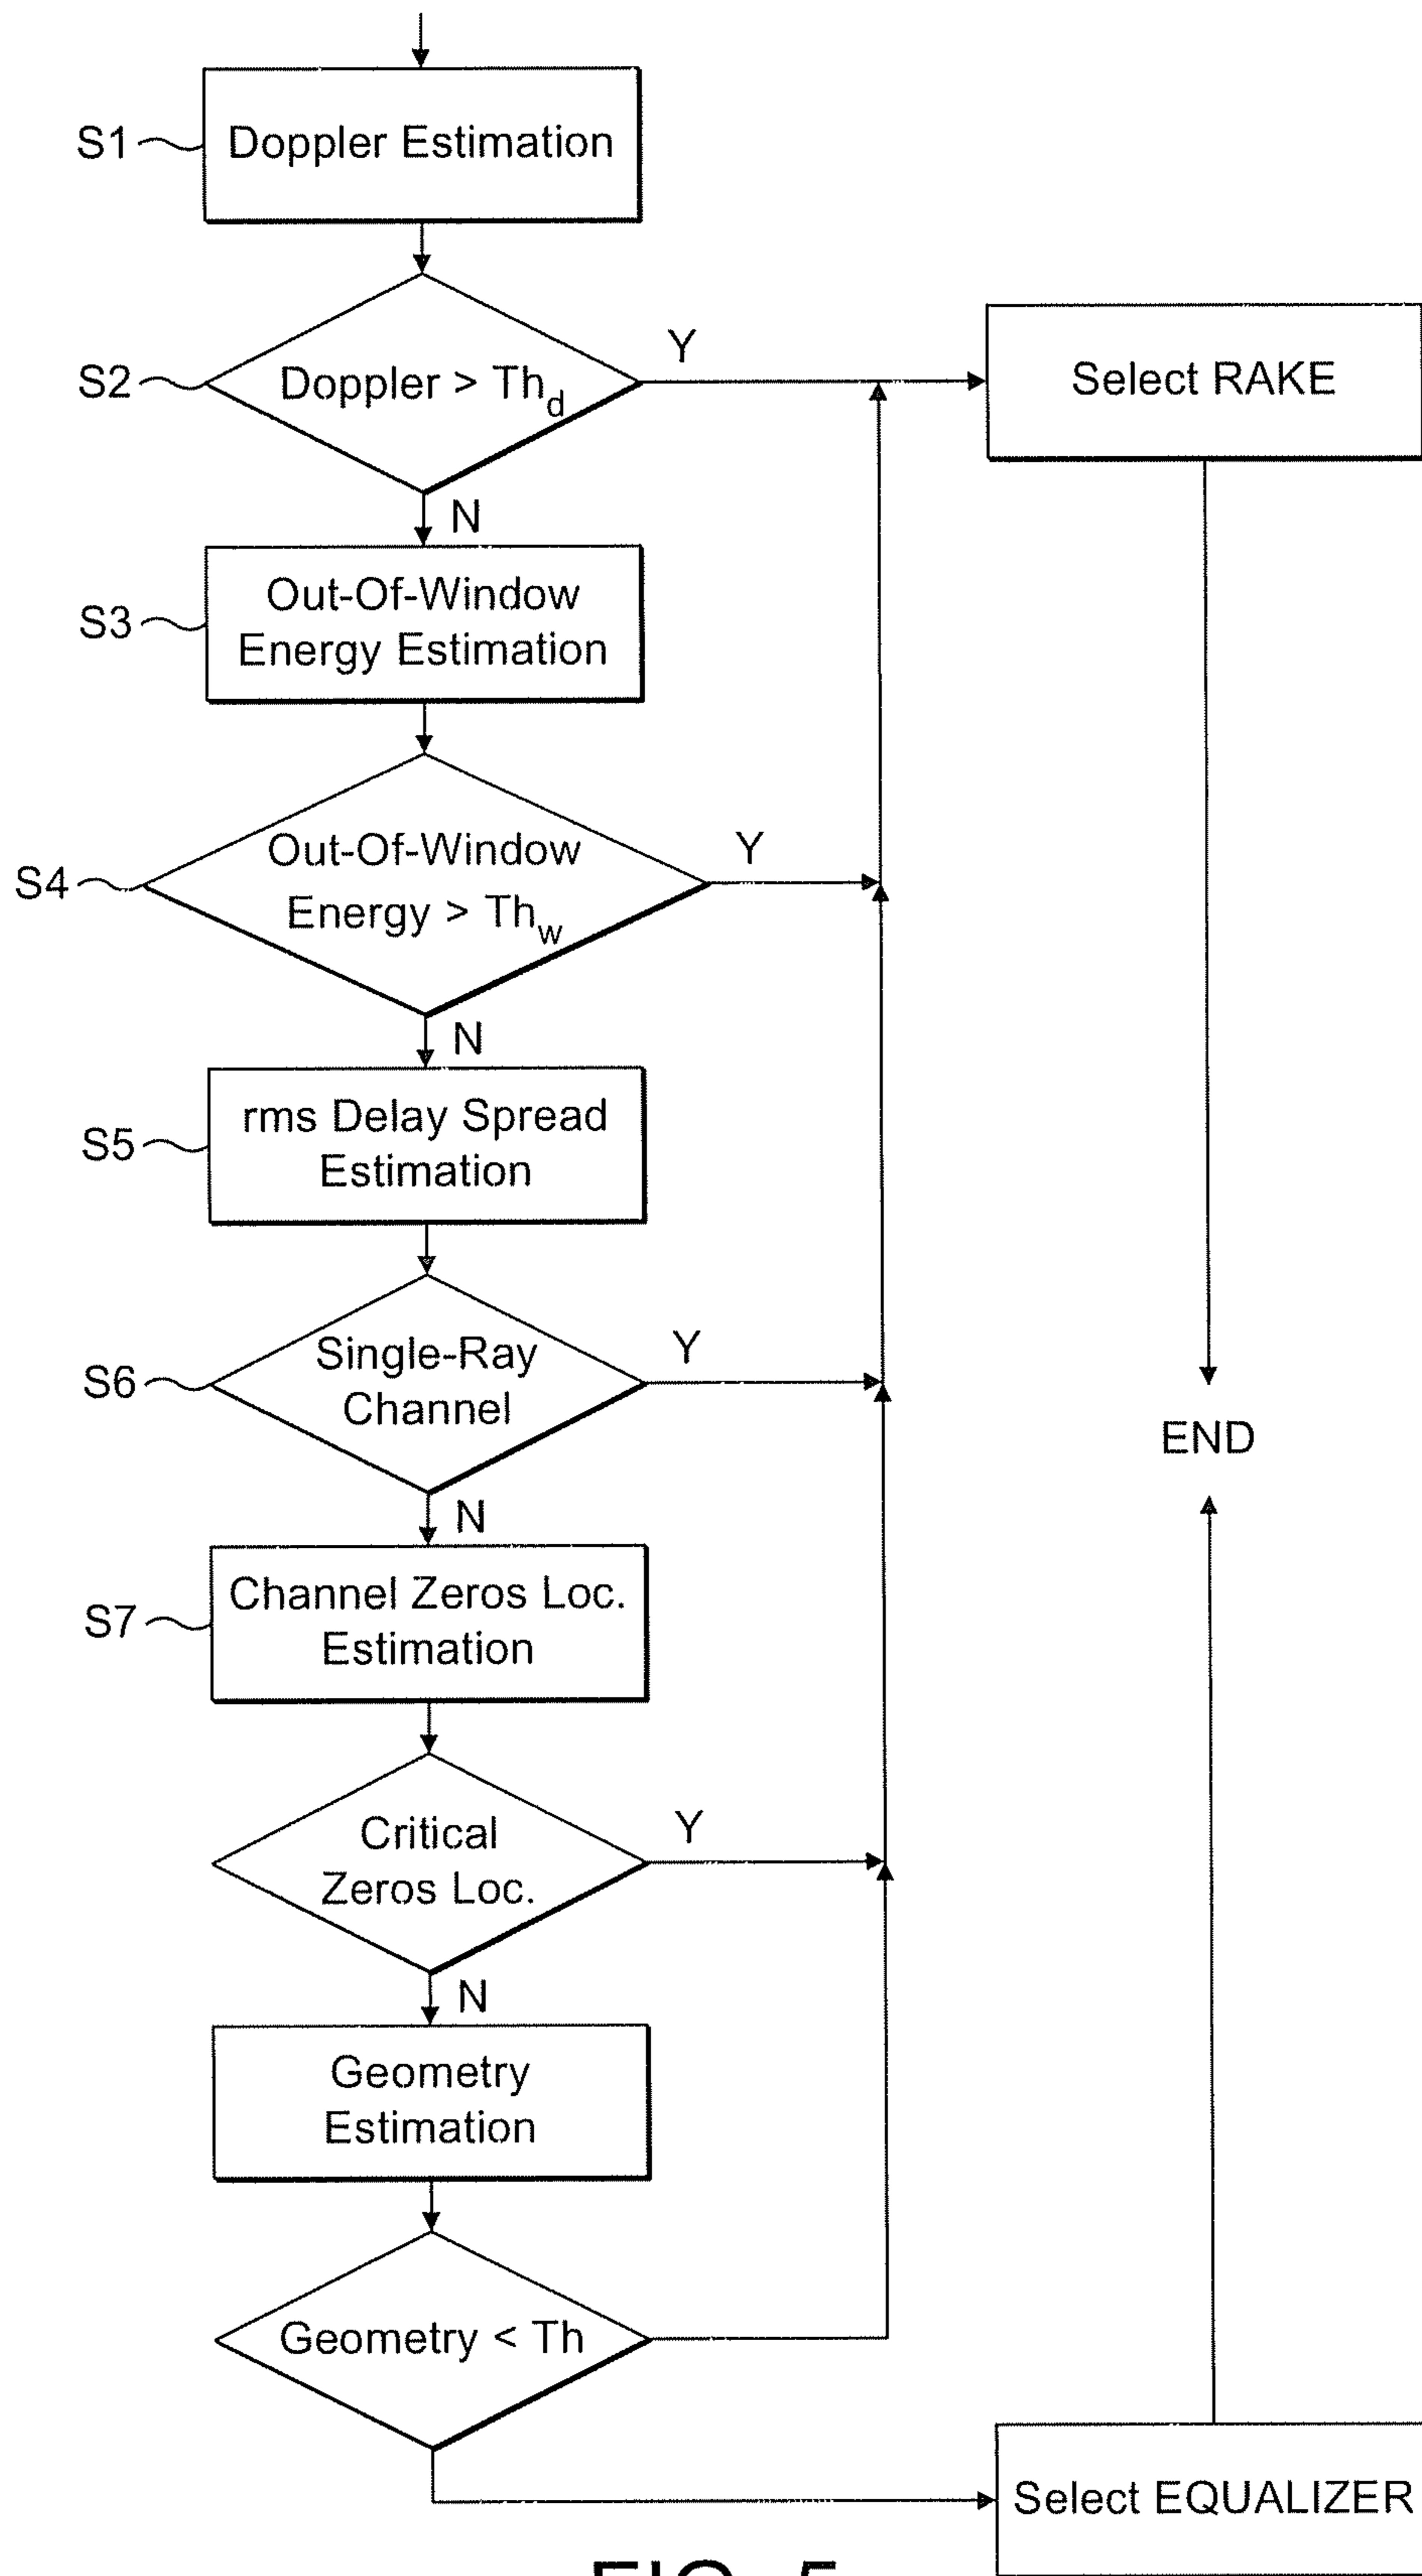 S1
Doppler Estimation
S2
Doppler > Thd
Y
Select RAKE
N
S3
Out-Of-Window
Energy Estimation
S4
Out-Of-Window
Energy > Thw
Y
N
S5
rms Delay Spread
Estimation
S6
Single-Ray
Channel
Y
END
N
S7
Channel Zeros Loc.
Estimation
Critical
Zeros Loc.
Y
N
Geometry
Estimation
Geometry < Th
Select EQUALIZER
FIG. 5